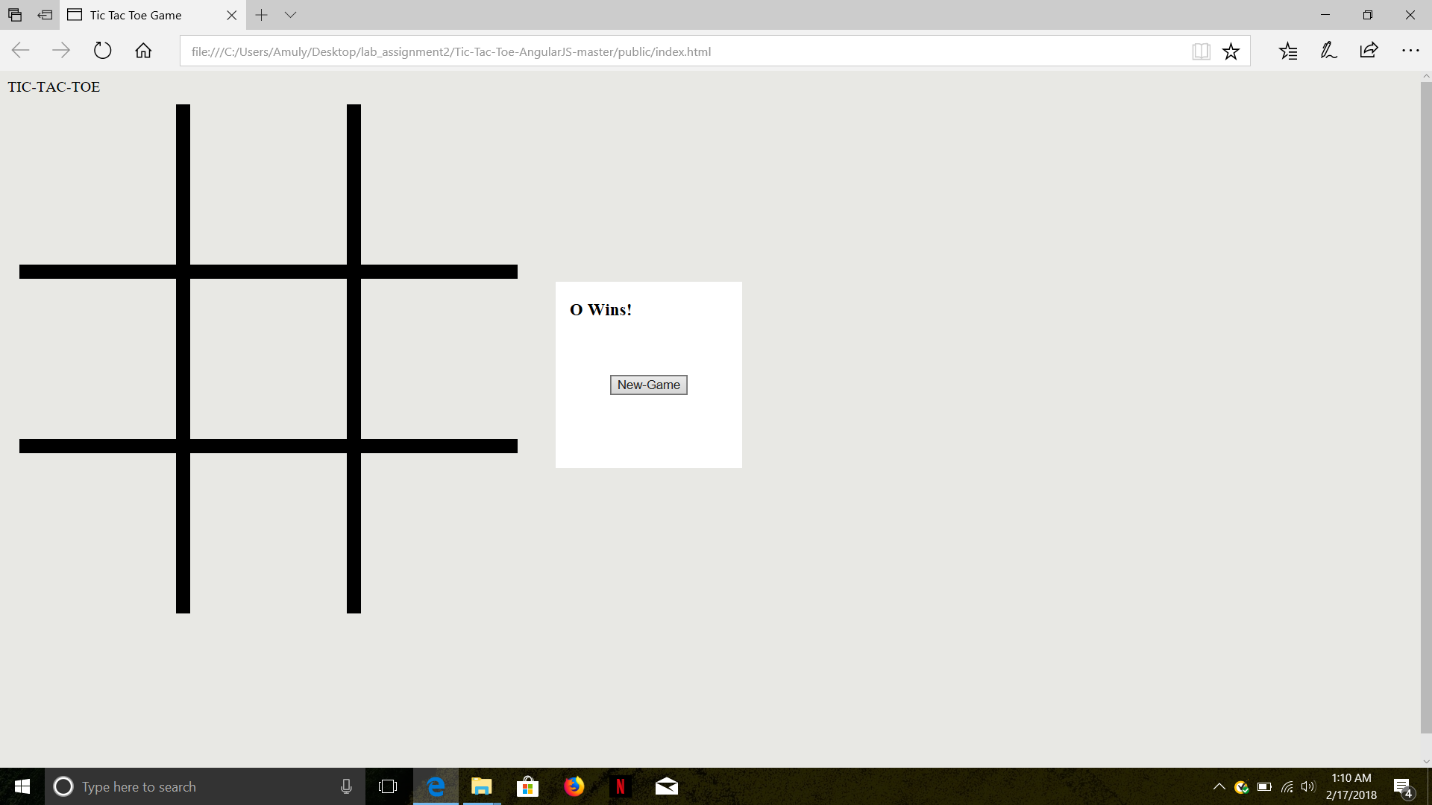 Tic Tac Toe Game
file:///C:/Users/Amuly/Desktop/lab_assignment2/Tic-Tac-Toe-AngularJS-master/public/index.html
TIC-TAC-TOE
O Wins!
New-Game
Type here to search
N
1:10 AM
2/17/2018
4